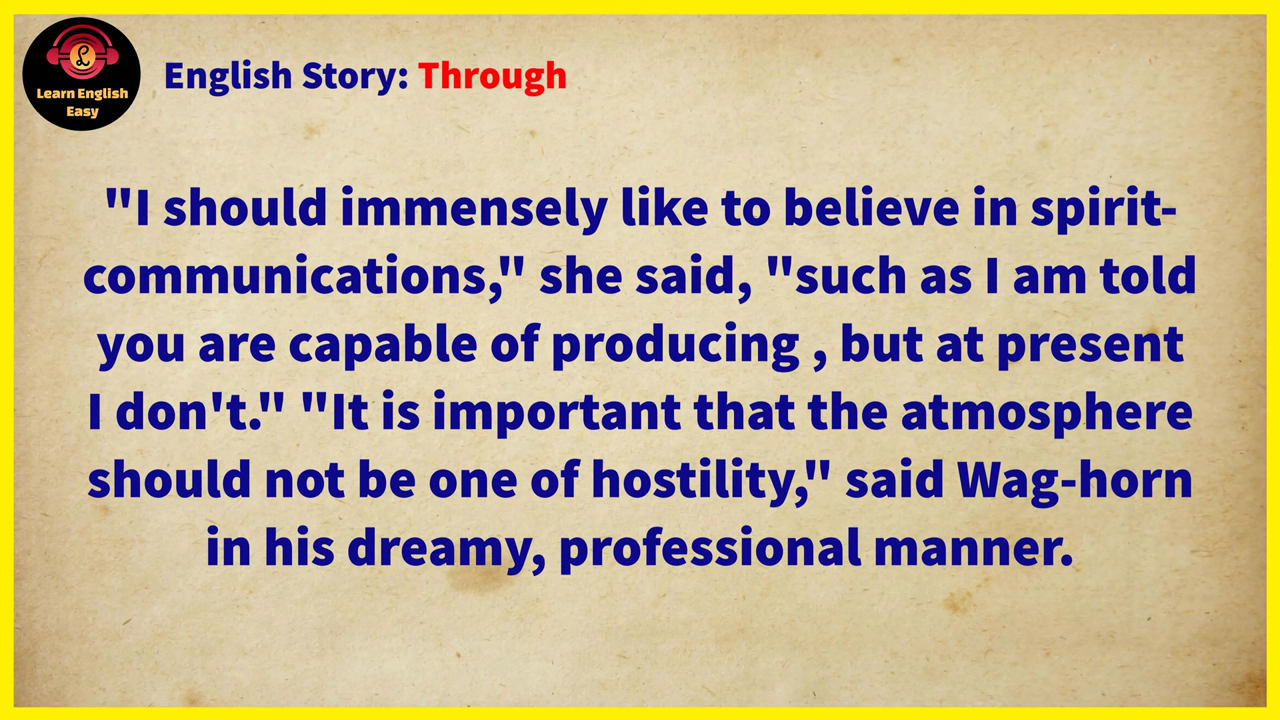 Learn English
Easy
English Story: Through
"I should immensely like to believe in spirit-
communications," she said, "such as I am told
you are capable of producing , but at present
I don't." "It is important that the atmosphere
should not be one of hostility," said Wag-horn
in his dreamy, professional manner.